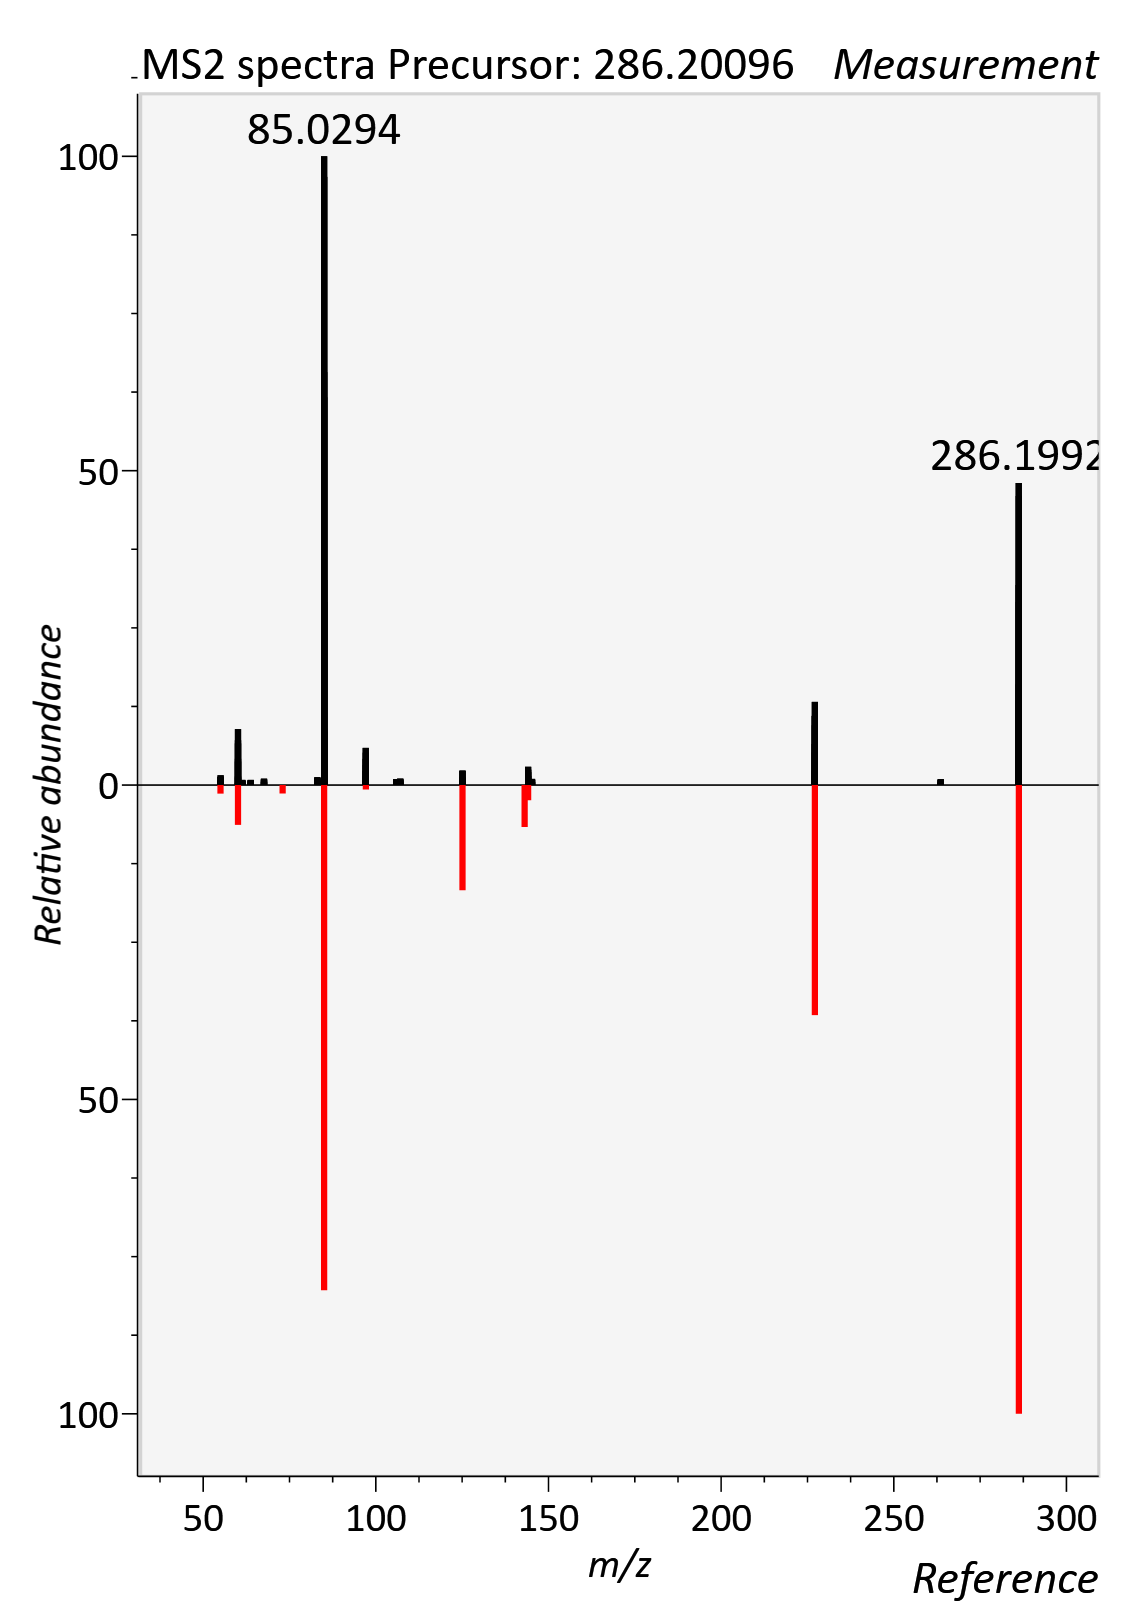 MS2 spectra Precursor: 286.20096 Measurement
85.0294
100
50
286.1992
0
50
100
Relative abundance
50 100 150 200 250 300
m/z
Reference